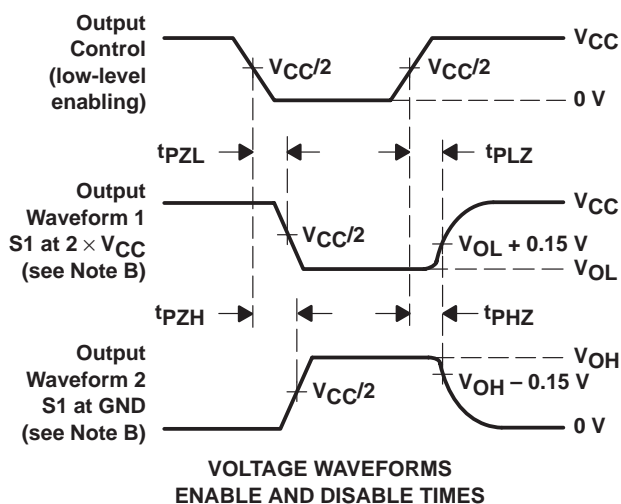 Output
Control
(low-level
enabling)
VCC
VCC/2
VCC/2
0 V
tPZL
tPLZ
Output
Waveform 1
S1 at 2 × VCC
(see Note B)
VCC
VCC/2
VOL + 0.15 V
VOL
tPZH
tPHZ
Output
Waveform 2
S1 at GND
(see Note B)
VOH
VCC/2
VOH – 0.15 V
0 V
VOLTAGE WAVEFORMS
ENABLE AND DISABLE TIMES